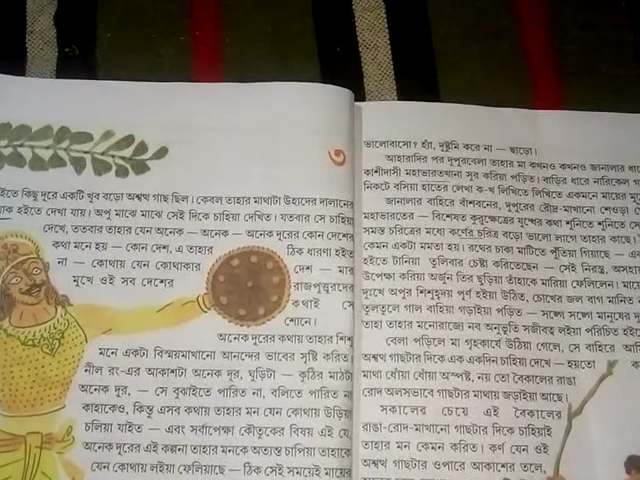 ৩
ইতে কিছু দূরে একটি খুব বড়ো অশ্বত্থ গাছ ছিল। কেবল তাহার মাথাটা উহাদের দালানের
হইতে দেখা যায়। অপু মাঝে মাঝে সেই দিকে চাহিয়া দেখিত। যতবার সে চাহিয়া
দেখে, ততবার তাহার যেন অনেক — অনেক — অনেক দূরের কোন দেশের
কথা মনে হয় — কোন দেশ, এ তাহার ঠিক ধারণা হইত
না — কোথায় যেন কোথাকার দেশ — মার
মুখে ওই সব দেশের রাজপুত্তুরদের
কথাই সে
শোনে।
অনেক দূরের কথায় তাহার শিশু
মনে একটা বিস্ময়মাখানো আনন্দের ভাবের সৃষ্টি করিত।
নীল রং-এর আকাশটা অনেক দূর, ঘুড়িটা — কুঠির মাঠটা
অনেক দূর, — সে বুঝাইতে পারিত না, বলিতে পারিত না
কাহাকেও, কিন্তু এসব কথায় তাহার মন যেন কোথায় উড়িয়া
চলিয়া যাইত — এবং সর্বাপেক্ষা কৌতুকের বিষয় এই যে,
অনেক দূরের এই কল্পনা তাহার মনকে অত্যন্ত চাপিয়া তাহাকে
যেন কোথায় লইয়া ফেলিয়াছে — ঠিক সেই সময়েই মায়ের
ভালোবাসো? হ্যাঁ, দুষ্টুমি করে না — ছাড়ো।
আহারাদির পর দুপুরবেলা তাহার মা কখনও কখনও জানালার ধারে
কাশীদাসী মহাভারতখানা সুর করিয়া পড়িত। বাড়ির ধারে নারিকেল
নিকটে বসিয়া হাতের লেখা ক-খ লিখিতে লিখিতে একমনে মায়ের
জানালার বাহিরে বাঁশবনের, দুপুরের রৌদ্র-মাখানো শেওড়া
মহাভারতের — বিশেষত কুরুক্ষেত্রের যুদ্ধের কথা শুনিতে শুনিতে সে
সমস্ত চরিত্রের মধ্যে কর্ণের চরিত্র বড়ো ভালো লাগে তাহার কাছে।
কেমন একটা মমতা হয়। রথের চাকা মাটিতে পুঁতিয়া গিয়াছে —
হইতে টানিয়া তুলিবার চেষ্টা করিতেছেন — সেই নিরস্ত্র,
উপেক্ষা করিয়া অর্জুন তির ছুড়িয়া তাঁহাকে মারিয়া ফেলিলেন।
দুঃখে অপুর শিশুহৃদয় পূর্ণ হইয়া উঠিত, চোখের জল বাগ মানিত
তুলতুলে গাল বাহিয়া গড়াইয়া পড়িত — সঙ্গে সঙ্গে মানুষের
তাহা তাহার মনোরাজ্যে নব অনুভূতি সজীবত্ব লইয়া পরিচিত
বেলা পড়িলে মা গৃহকার্যে উঠিয়া গেলে, সে বাহিরে
অশ্বত্থ গাছটার দিকে এক একদিন চাহিয়া দেখে — হয়তো
মাথা ধোঁয়া ধোঁয়া অস্পষ্ট, নয় তো বৈকালের রাঙা
রোদ অলসভাবে গাছটার মাথায় জড়াইয়া আছে।
সকালের চেয়ে এই বৈকালের
রাঙা-রোদ-মাখানো গাছটার দিকে চাহিয়াই
তাহার মন কেমন করিত। কর্ণ যেন ওই
অশ্বত্থ গাছটার ওপারে আকাশের তলে,